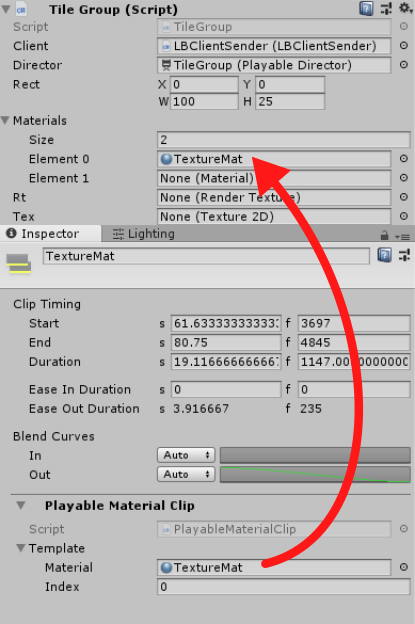 Tile Group (Script)
Script TileGroup
Client LBClientSender (LBClientSender)
Director TileGroup (Playable Director)
Rect X 0 Y 0
W 100 H 25
Materials
Size 2
Element 0 TextureMat
Element 1 None (Material)
Rt None (Render Texture)
Tex None (Texture 2D)
Inspector Lighting
TextureMat
Clip Timing
Start s 61.63333333333 f 3697
End s 80.75 f 4845
Duration s 19.116666666667 f 1147.0000000000
Ease In Duration s 0 f 0
Ease Out Duration s 3.916667 f 235
Blend Curves
In Auto
Out Auto
Playable Material Clip
Script PlayableMaterialClip
Template
Material TextureMat
Index 0